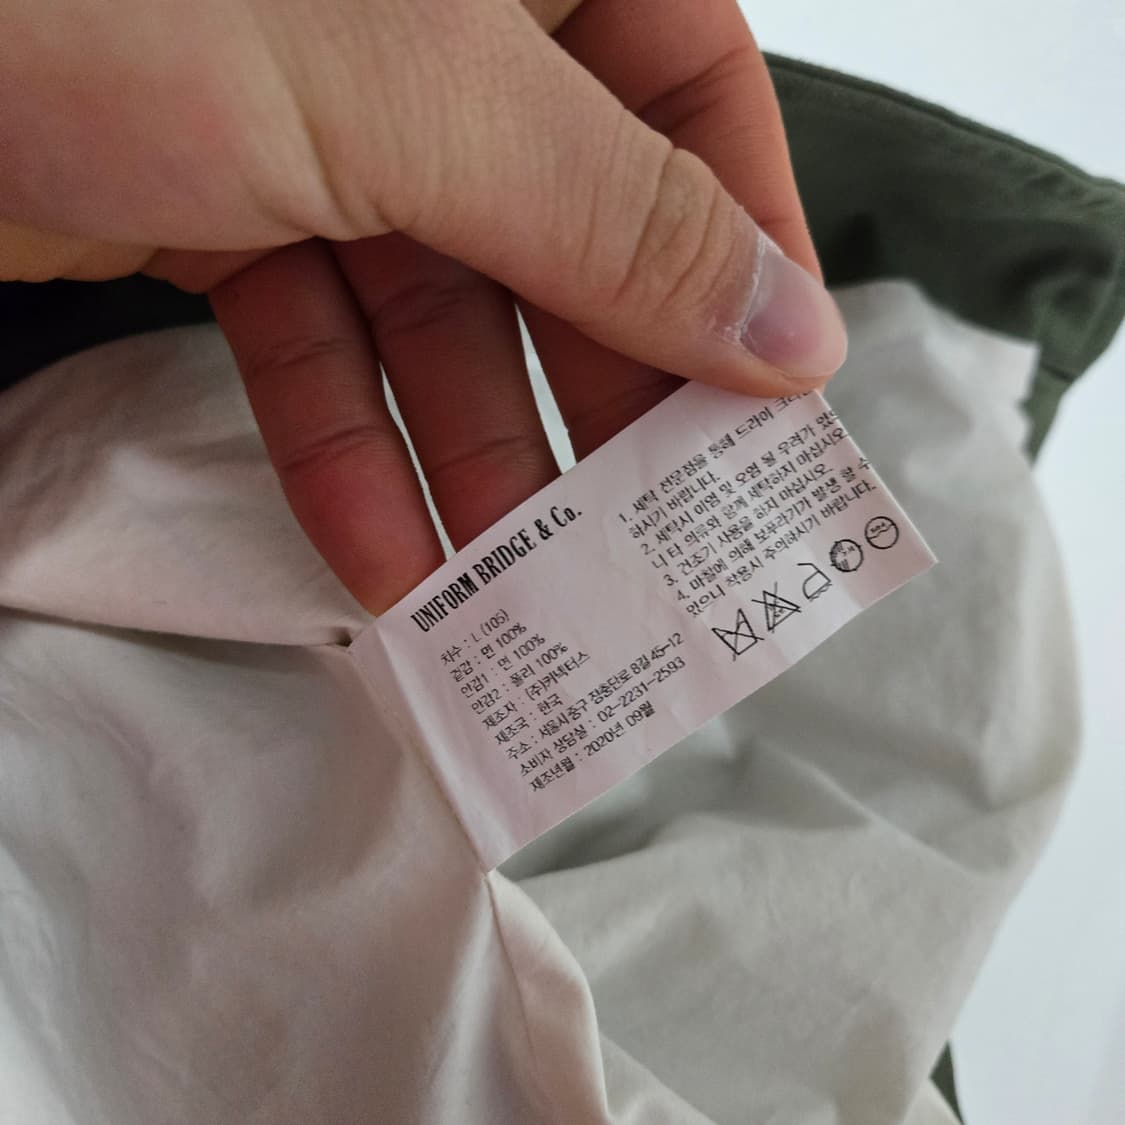 UNIFORM BRIDGE & Co.
치수 : L (105)
겉감 : 면 100%
안감1 : 면 100%
안감2 : 폴리 100%
제조자 : (주)커넥터스
제조국 : 한국
주소 : 서울시 중구 장충단로 8길 45-12
소비자 상담실 : 02-2231-2593
제조년월 : 2020년 09월
1. 세탁 전문점을 통해 드라이
하시기 바랍니다.
2. 세탁시 이염 및 오염 될 우려가
니 타 의류와 함께 세탁하지 마십시오.
3. 건조기 사용을 하지 마십시오.
4. 마찰에 의해 보푸라기가 발생 할 수
있으니 착용시 주의하시기 바랍니다.